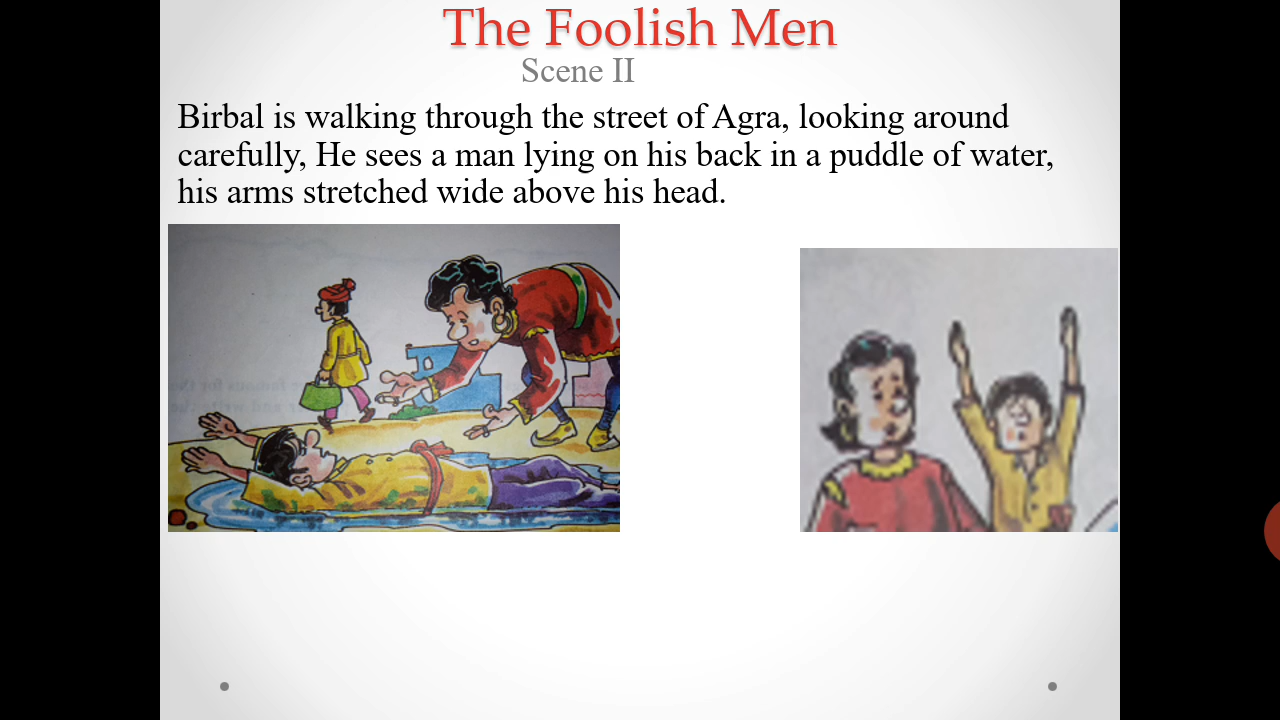 The Foolish Men
Scene II
Birbal is walking through the street of Agra, looking around
carefully, He sees a man lying on his back in a puddle of water,
his arms stretched wide above his head.